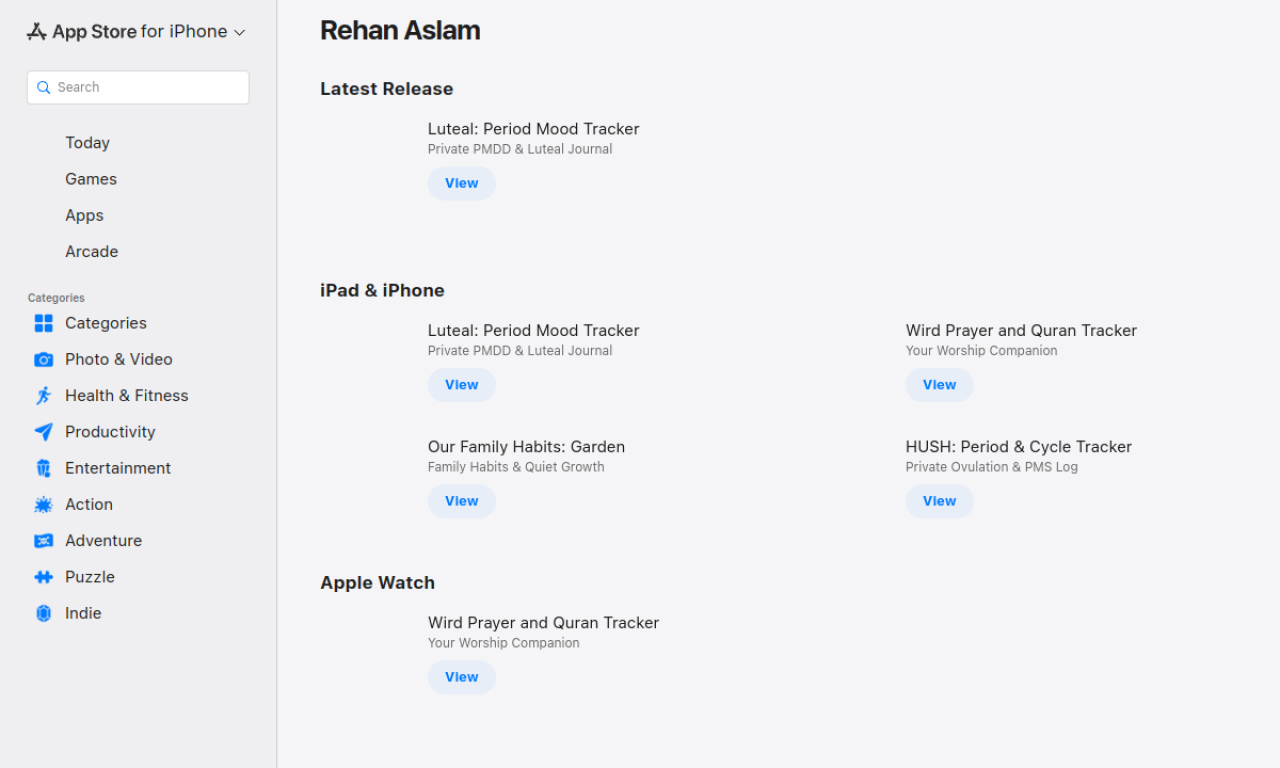 App Store for iPhone
Search
Today
Games
Apps
Arcade
Categories
Categories
Photo & Video
Health & Fitness
Productivity
Entertainment
Action
Adventure
Puzzle
Indie
Rehan Aslam
Latest Release
Luteal: Period Mood Tracker
Private PMDD & Luteal Journal
View
iPad & iPhone
Luteal: Period Mood Tracker
Private PMDD & Luteal Journal
View
Wird Prayer and Quran Tracker
Your Worship Companion
View
Our Family Habits: Garden
Family Habits & Quiet Growth
View
HUSH: Period & Cycle Tracker
Private Ovulation & PMS Log
View
Apple Watch
Wird Prayer and Quran Tracker
Your Worship Companion
View